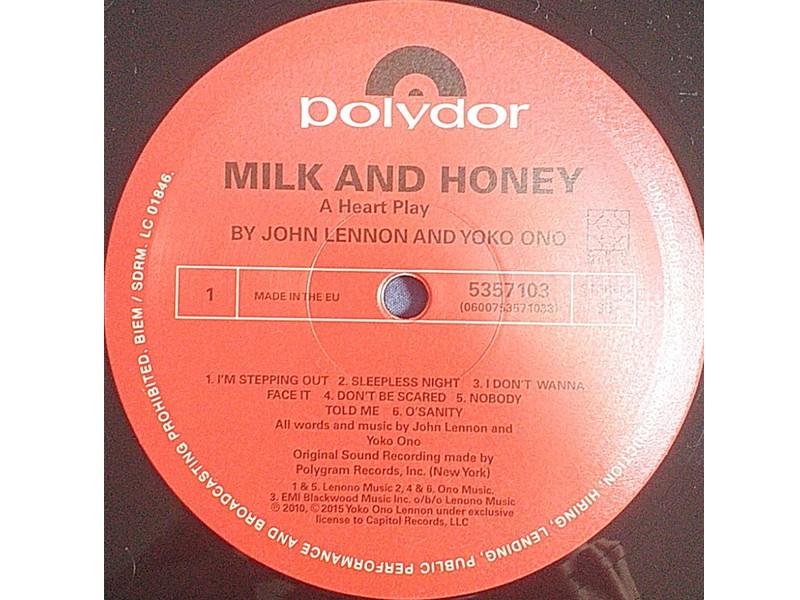 polydor
MILK AND HONEY
A Heart Play
BY JOHN LENNON AND YOKO ONO
1
MADE IN THE EU
5357103
(0600753571033)
1. I'M STEPPING OUT 2. SLEEPLESS NIGHT 3. I DON'T WANNA
FACE IT 4. DON'T BE SCARED 5. NOBODY
TOLD ME 6. O'SANITY
All words and music by John Lennon and
Yoko Ono
Original Sound Recording made by
Polygram Records, Inc. (New York)
1 & 5. Lenono Music 2, 4 & 6. Ono Music.
3. EMI Blackwood Music Inc. o/b/o Lenono Music
℗ 2010, © 2015 Yoko Ono Lennon under exclusive
license to Capitol Records, LLC
HIRING, LENDING, PUBLIC PERFORMANCE AND BROADCASTING PROHIBITED. BIEM / SDRM. LC 01846.